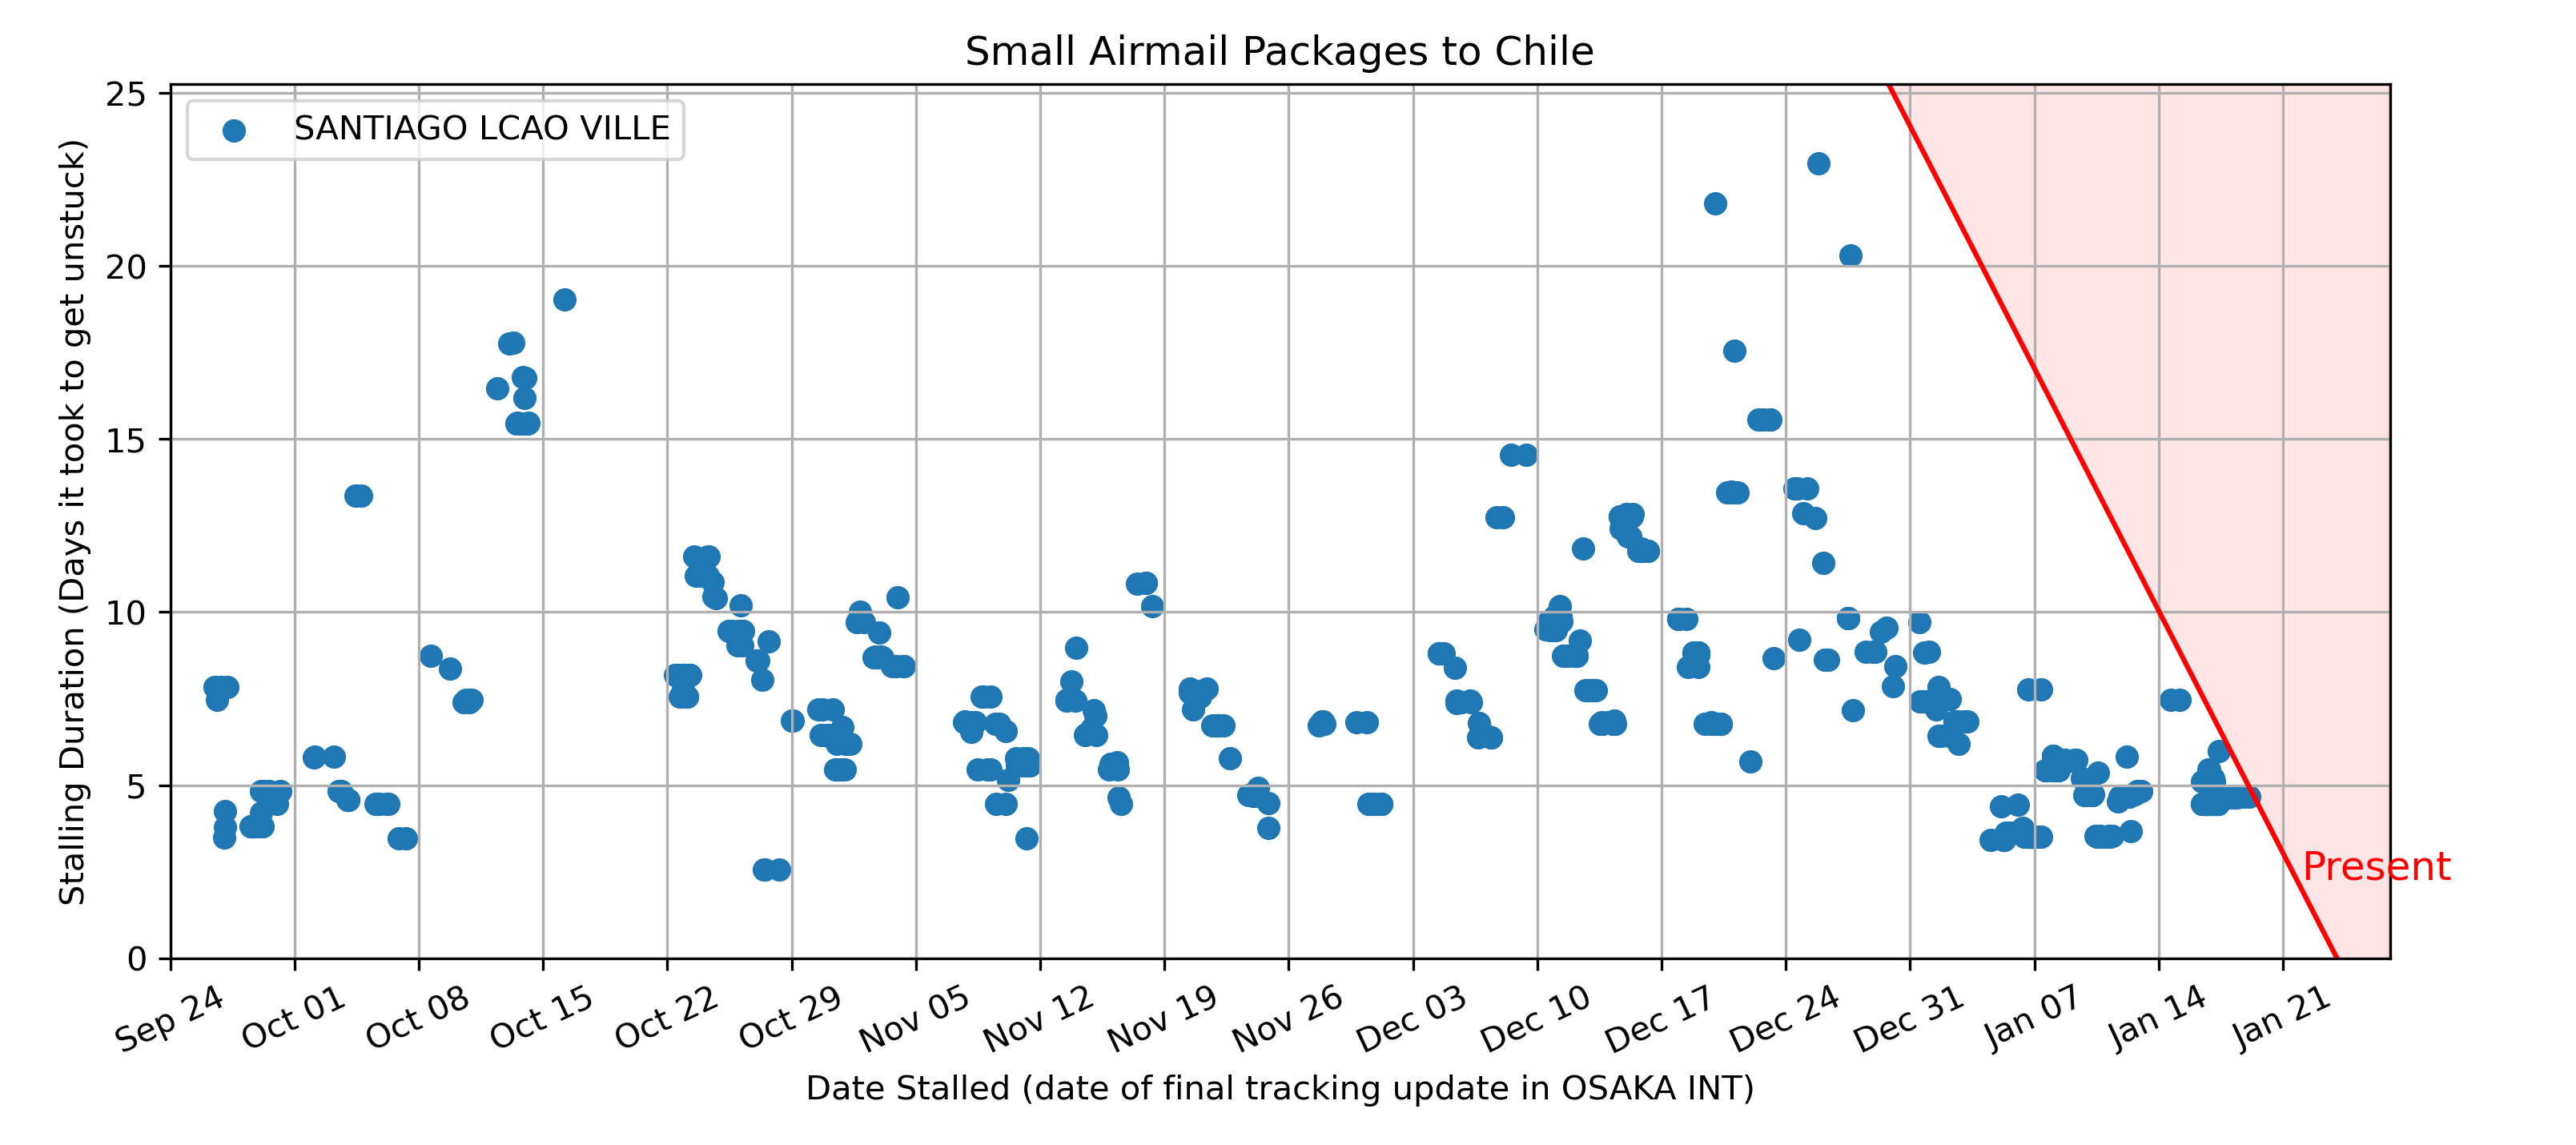 Small Airmail Packages to Chile
SANTIAGO LCAO VILLE
Stalling Duration (Days it took to get unstuck)
25
20
15
10
5
0
Present
Sep 24
Oct 01
Oct 08
Oct 15
Oct 22
Oct 29
Nov 05
Nov 12
Nov 19
Nov 26
Dec 03
Dec 10
Dec 17
Dec 24
Dec 31
Jan 07
Jan 14
Jan 21
Date Stalled (date of final tracking update in OSAKA INT)